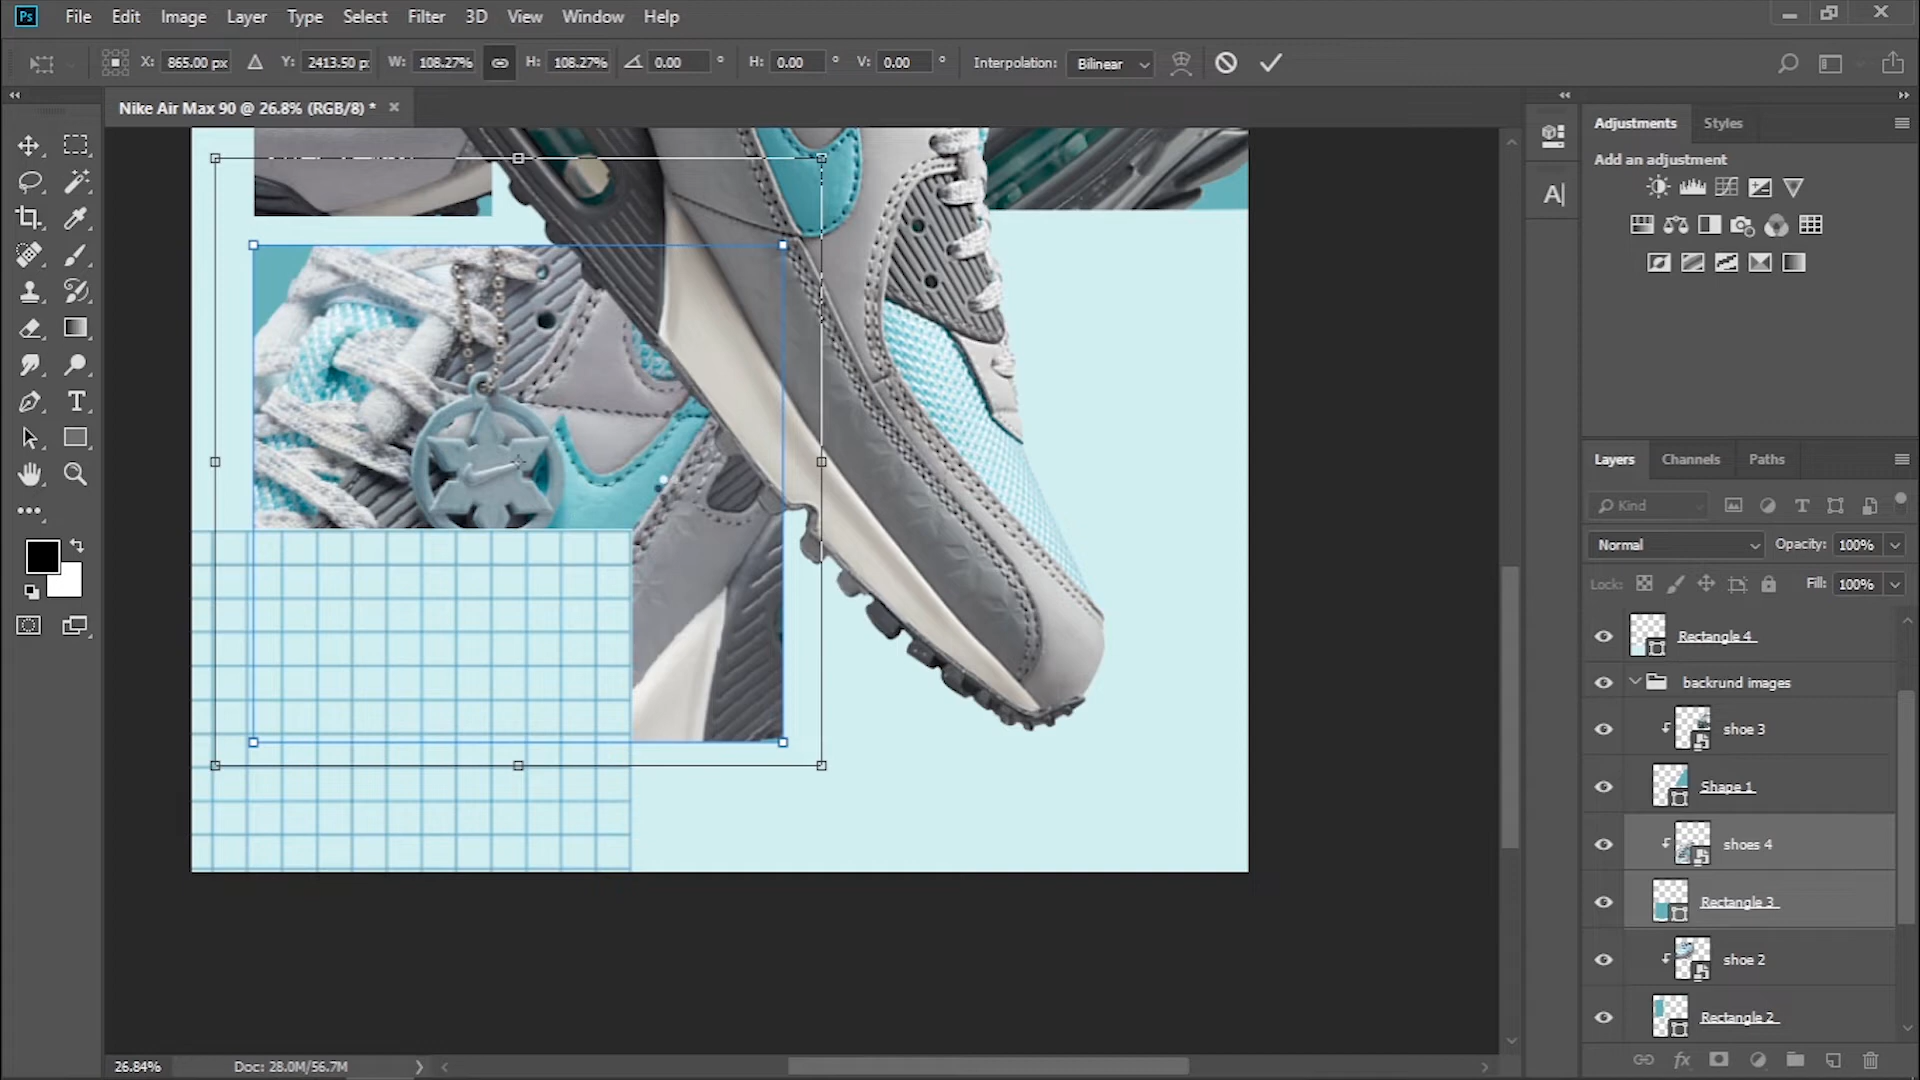 Ps File Edit Image Layer Type Select Filter 3D View Window Help
X: 865.00 px Y: 2413.50 px W: 108.27% H: 108.27% 0.00 ° H: 0.00 ° V: 0.00 ° Interpolation: Bilinear
Nike Air Max 90 @ 26.8% (RGB/8) *
Adjustments Styles
Add an adjustment
A
Layers Channels Paths
Kind
Normal Opacity: 100%
Lock: Fill: 100%
Rectangle 4
backrund images
shoe 3
Shape 1
shoes 4
Rectangle 3
shoe 2
Rectangle 2
fx
26.84% Doc: 28.0M/56.7M